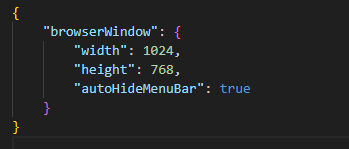 {
    "browserWindow": {
        "width": 1024,
        "height": 768,
        "autoHideMenuBar": true
    }
}